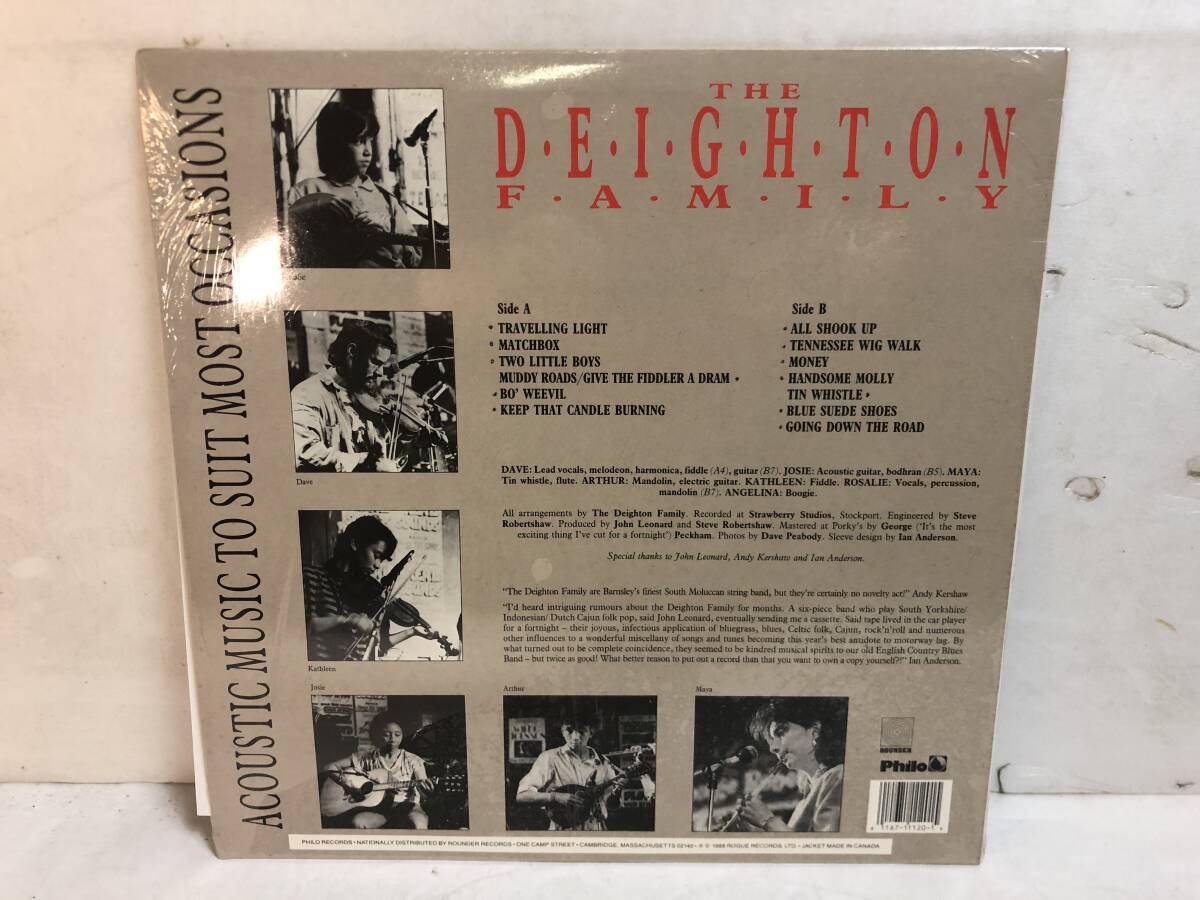 ACOUSTIC MUSIC TO SUIT MOST OCCASIONS
THE
D·E·I·G·H·T·O·N
F·A·M·I·L·Y
Dave
Kathleen
Josie
Arthur
Maya
Side A
• TRAVELLING LIGHT
• MATCHBOX
• TWO LITTLE BOYS
MUDDY ROADS/GIVE THE FIDDLER A DRAM •
• BO' WEEVIL
• KEEP THAT CANDLE BURNING
Side B
• ALL SHOOK UP
• TENNESSEE WIG WALK
• MONEY
• HANDSOME MOLLY
TIN WHISTLE •
• BLUE SUEDE SHOES
• GOING DOWN THE ROAD
DAVE: Lead vocals, melodeon, harmonica, fiddle (A4), guitar (B7). JOSIE: Acoustic guitar, bodhran (B5). MAYA:
Tin whistle, flute. ARTHUR: Mandolin, electric guitar. KATHLEEN: Fiddle. ROSALIE: Vocals, percussion,
mandolin (B7). ANGELINA: Boogie.
All arrangements by The Deighton Family. Recorded at Strawberry Studios, Stockport. Engineered by Steve
Robertshaw. Produced by John Leonard and Steve Robertshaw. Mastered at Porky's by George ('It's the most
exciting thing I've cut for a fortnight') Peckham. Photos by Dave Peabody. Sleeve design by Ian Anderson.
Special thanks to John Leonard, Andy Kershaw and Ian Anderson.
"The Deighton Family are Barnsley's finest South Moluccan string band, but they're certainly no novelty act!" Andy Kershaw
"I'd heard intriguing rumours about the Deighton Family for months. A six-piece band who play South Yorkshire/
Indonesian/ Dutch Cajun folk pop, said John Leonard, eventually sending me a cassette. Said tape lived in the car player
for a fortnight – their joyous, infectious application of bluegrass, blues, Celtic folk, Cajun, rock'n'roll and numerous
other influences to a wonderful miscellany of songs and tunes becoming this year's best antidote to motorway lag. By
what turned out to be complete coincidence, they seemed to be kindred musical spirits to our old English Country Blues
Band – but twice as good! What better reason to put out a record than that you want to own a copy yourself?!" Ian Anderson.
ROUNDER
Philo
1167-11120-1
PHILO RECORDS • NATIONALLY DISTRIBUTED BY ROUNDER RECORDS • ONE CAMP STREET • CAMBRIDGE, MASSACHUSETTS 02140 • ℗ © 1988 ROGUE RECORDS, LTD. • JACKET MADE IN CANADA